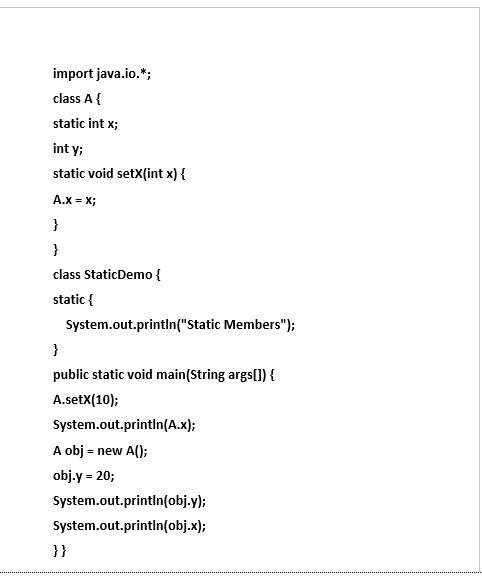 import java.io.*;
class A {
static int x;
int y;
static void setX(int x) {
A.x = x;
}
}
class StaticDemo {
static {
System.out.println("Static Members");
}
public static void main(String args[]) {
A.setX(10);
System.out.println(A.x);
A obj = new A();
obj.y = 20;
System.out.println(obj.y);
System.out.println(obj.x);
} }